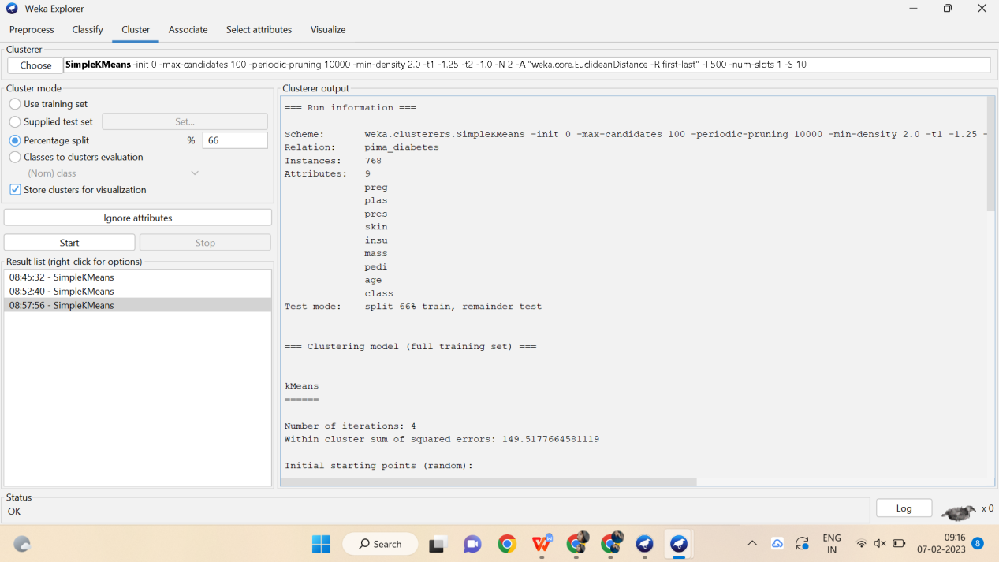 Weka Explorer
Preprocess Classify Cluster Associate Select attributes Visualize
Clusterer
Choose SimpleKMeans -init 0 -max-candidates 100 -periodic-pruning 10000 -min-density 2.0 -t1 -1.25 -t2 -1.0 -N 2 -A "weka.core.EuclideanDistance -R first-last" -I 500 -num-slots 1 -S 10
Cluster mode
Use training set
Supplied test set Set...
Percentage split % 66
Classes to clusters evaluation
(Nom) class
Store clusters for visualization
Ignore attributes
Start Stop
Result list (right-click for options)
08:45:32 - SimpleKMeans
08:52:40 - SimpleKMeans
08:57:56 - SimpleKMeans
Clusterer output
=== Run information ===
Scheme: weka.clusterers.SimpleKMeans -init 0 -max-candidates 100 -periodic-pruning 10000 -min-density 2.0 -t1 -1.25 -
Relation: pima_diabetes
Instances: 768
Attributes: 9
preg
plas
pres
skin
insu
mass
pedi
age
class
Test mode: split 66% train, remainder test
=== Clustering model (full training set) ===
kMeans
======
Number of iterations: 4
Within cluster sum of squared errors: 149.5177664581119
Initial starting points (random):
Status
OK
Log x 0
Search
ENG
IN
09:16
07-02-2023
8